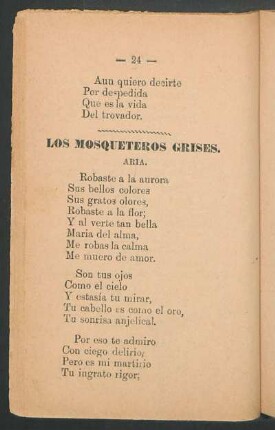 — 24 —
Aun quiero decirte
Por despedida
Que es la vida
Del trovador.
LOS MOSQUETEROS GRISES.
ARIA.
Robaste a la aurora
Sus bellos colores
Sus gratos olores,
Robaste a la flor;
Y al verte tan bella
Maria del alma,
Me robas la calma
Me muero de amor.
Son tus ojos
Como el cielo
Y estasía tu mirar,
Tu cabello es como el oro,
Tu sonrisa anjelical.
Por eso te admiro
Con ciego delirio;
Pero es mi martirio
Tu ingrato rigor;